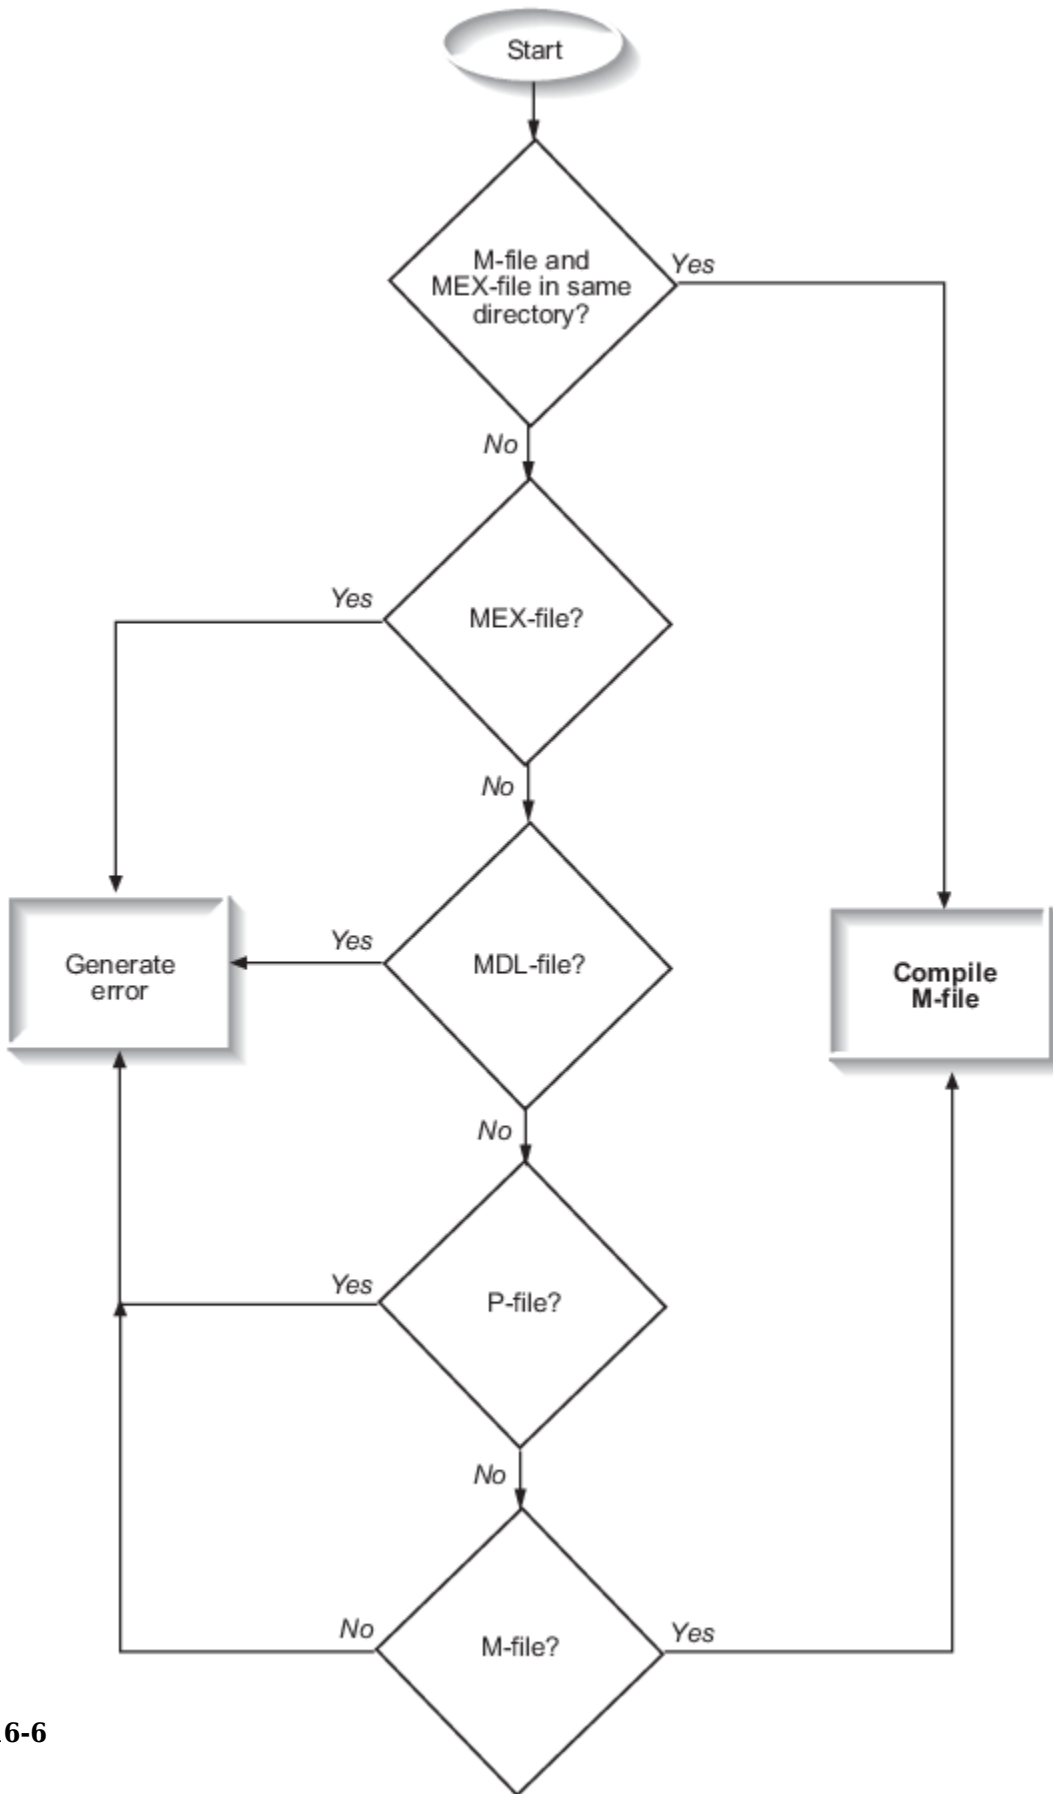 Start
M-file and
MEX-file in same
directory?
Yes
No
Yes
MEX-file?
No
Yes
MDL-file?
Generate
error
Compile
M-file
No
Yes
P-file?
No
No
M-file?
Yes
6-6